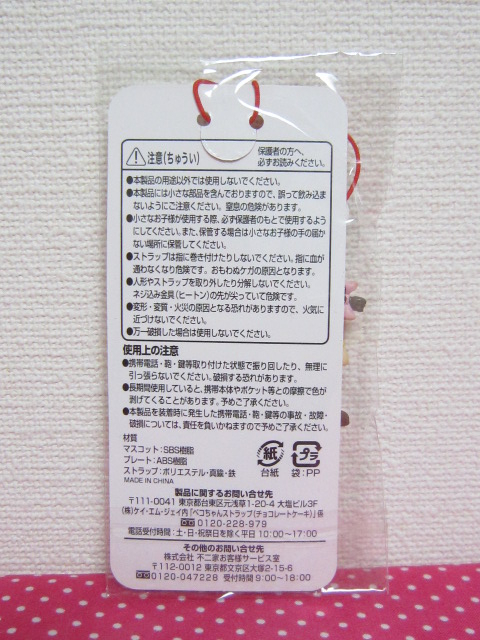 注意(ちゅうい)
保護者の方へ、
必ずお読みください。
●本製品の用途以外では使用しないでください。
●本製品には小さな部品を含んでおりますので、誤って飲み込ま
ないようにご注意ください。窒息の危険があります。
●小さなお子様が使用する際、必ず保護者のもとで使用するよう
にしてください。また、保管する場合は小さなお子様の手の届か
ない場所に保管してください。
●ストラップは指に巻き付けたりしないでください。指に血が
通わなくなり危険です。おもわぬケガの原因となります。
●人形やストラップを取り外したり分解しないでください。
ネジ込み金具(ヒートン)の先が尖っていて危険です。
●変形・変質・火災の原因となる恐れがありますので、火気に
近づけないでください。
●万一破損した場合は使用しないでください。
使用上の注意
●携帯電話・鞄・鍵等取り付けた状態で振り回したり、無理に
引っ張らないでください。破損する恐れがあります。
●長期間使用していると、携帯本体やポケット等との摩擦で色が
剥げてくることがあります。予めご了承ください。
●本製品を装着時に発生した携帯電話・鞄・鍵等の事故・故障・
破損については、責任を負いかねますので予めご了承ください。
材質
マスコット:SBS樹脂
プレート:ABS樹脂
ストラップ:ポリエステル・真鍮・鉄
MADE IN CHINA
紙
台紙
プラ
袋:PP
製品に関するお問い合せ先
〒111-0041 東京都台東区元浅草1-20-4 大塩ビル3F
(株)ケイ・エム・ジェイ内「ペコちゃんストラップ(チョコレートケーキ)」係
0120-228-979
電話受付時間:土・日・祝祭日を除く平日 10:00〜17:00
その他のお問い合せ先
株式会社 不二家お客様サービス室
〒112-0012 東京都文京区大塚2-15-6
0120-047228 受付時間 9:00〜18:00